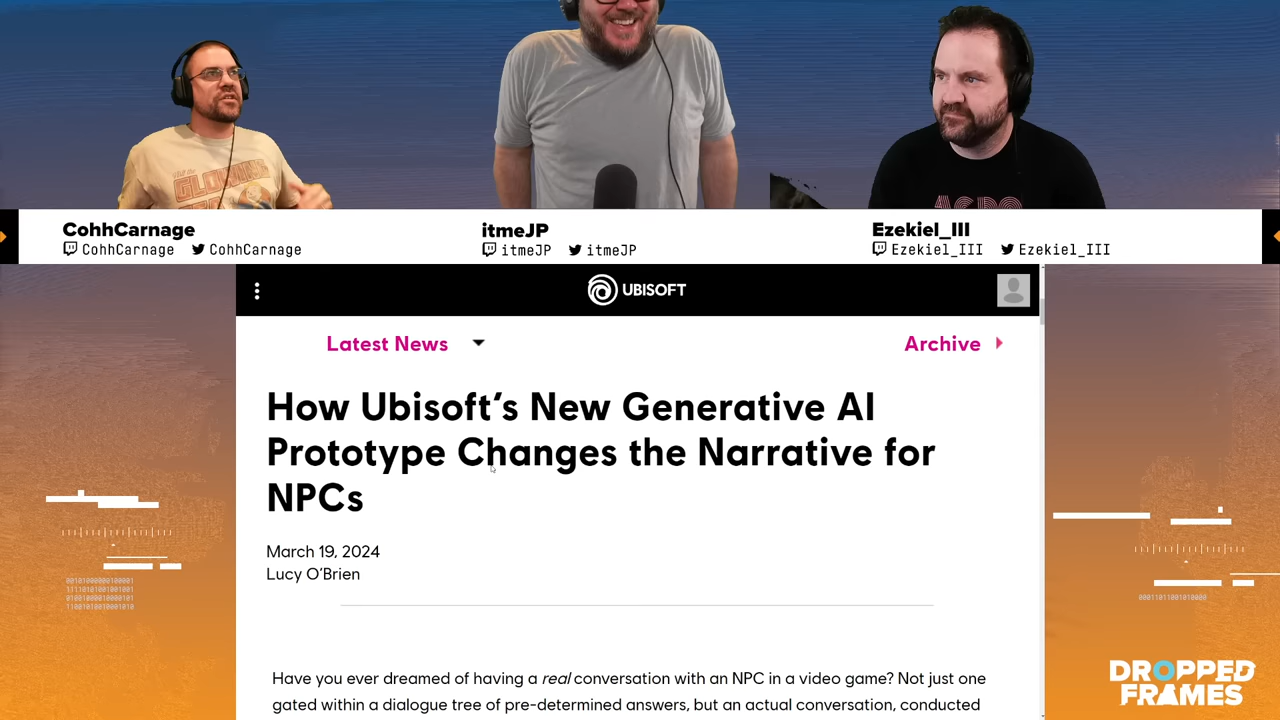 CohhCarnage
CohhCarnage CohhCarnage
itmeJP
itmeJP itmeJP
Ezekiel_III
Ezekiel_III Ezekiel_III
UBISOFT
Latest News
Archive
How Ubisoft’s New Generative AI
Prototype Changes the Narrative for
NPCs
March 19, 2024
Lucy O’Brien
Have you ever dreamed of having a real conversation with an NPC in a video game? Not just one
gated within a dialogue tree of pre-determined answers, but an actual conversation, conducted
DROPPED
FRAMES